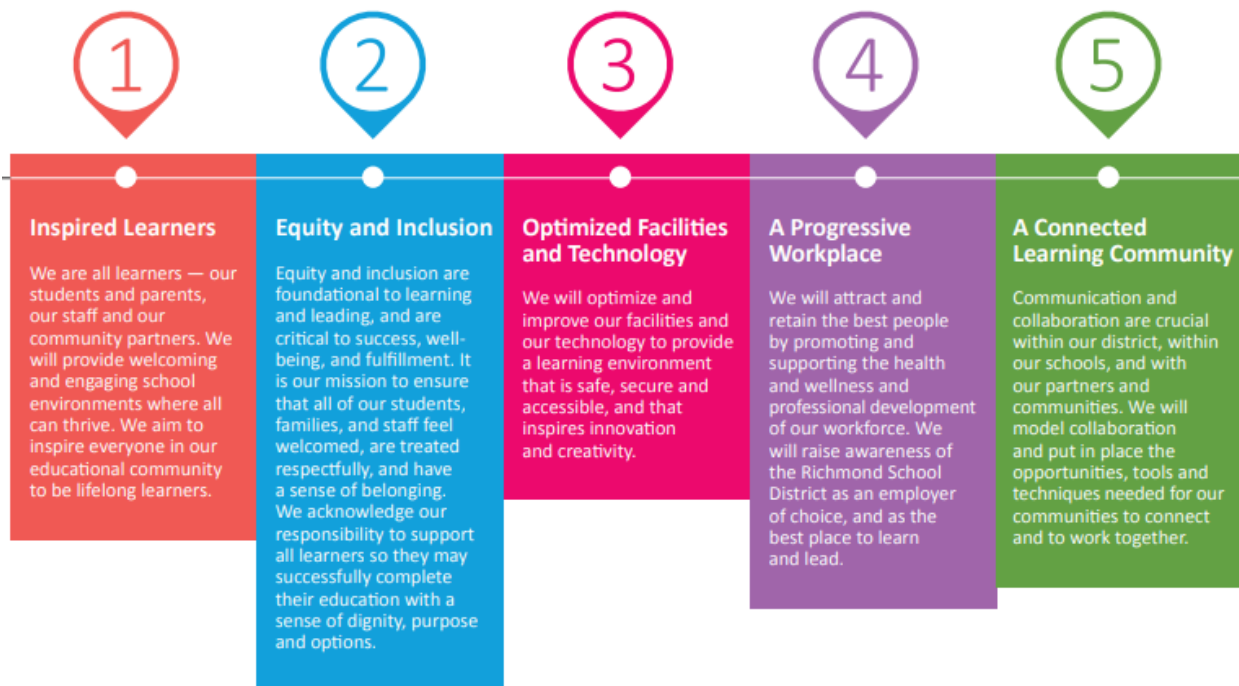 1
2
3
4
5
Inspired Learners
We are all learners — our
students and parents,
our staff and our
community partners. We
will provide welcoming
and engaging school
environments where all
can thrive. We aim to
inspire everyone in our
educational community
to be lifelong learners.
Equity and Inclusion
Equity and inclusion are
foundational to learning
and leading, and are
critical to success, well-
being, and fulfillment. It
is our mission to ensure
that all of our students,
families, and staff feel
welcomed, are treated
respectfully, and have
a sense of belonging.
We acknowledge our
responsibility to support
all learners so they may
successfully complete
their education with a
sense of dignity, purpose
and options.
Optimized Facilities
and Technology
We will optimize and
improve our facilities and
our technology to provide
a learning environment
that is safe, secure and
accessible, and that
inspires innovation
and creativity.
A Progressive
Workplace
We will attract and
retain the best people
by promoting and
supporting the health
and wellness and
professional development
of our workforce. We
will raise awareness of
the Richmond School
District as an employer
of choice, and as the
best place to learn
and lead.
A Connected
Learning Community
Communication and
collaboration are crucial
within our district, within
our schools, and with
our partners and
communities. We will
model collaboration
and put in place the
opportunities, tools and
techniques needed for our
communities to connect
and to work together.